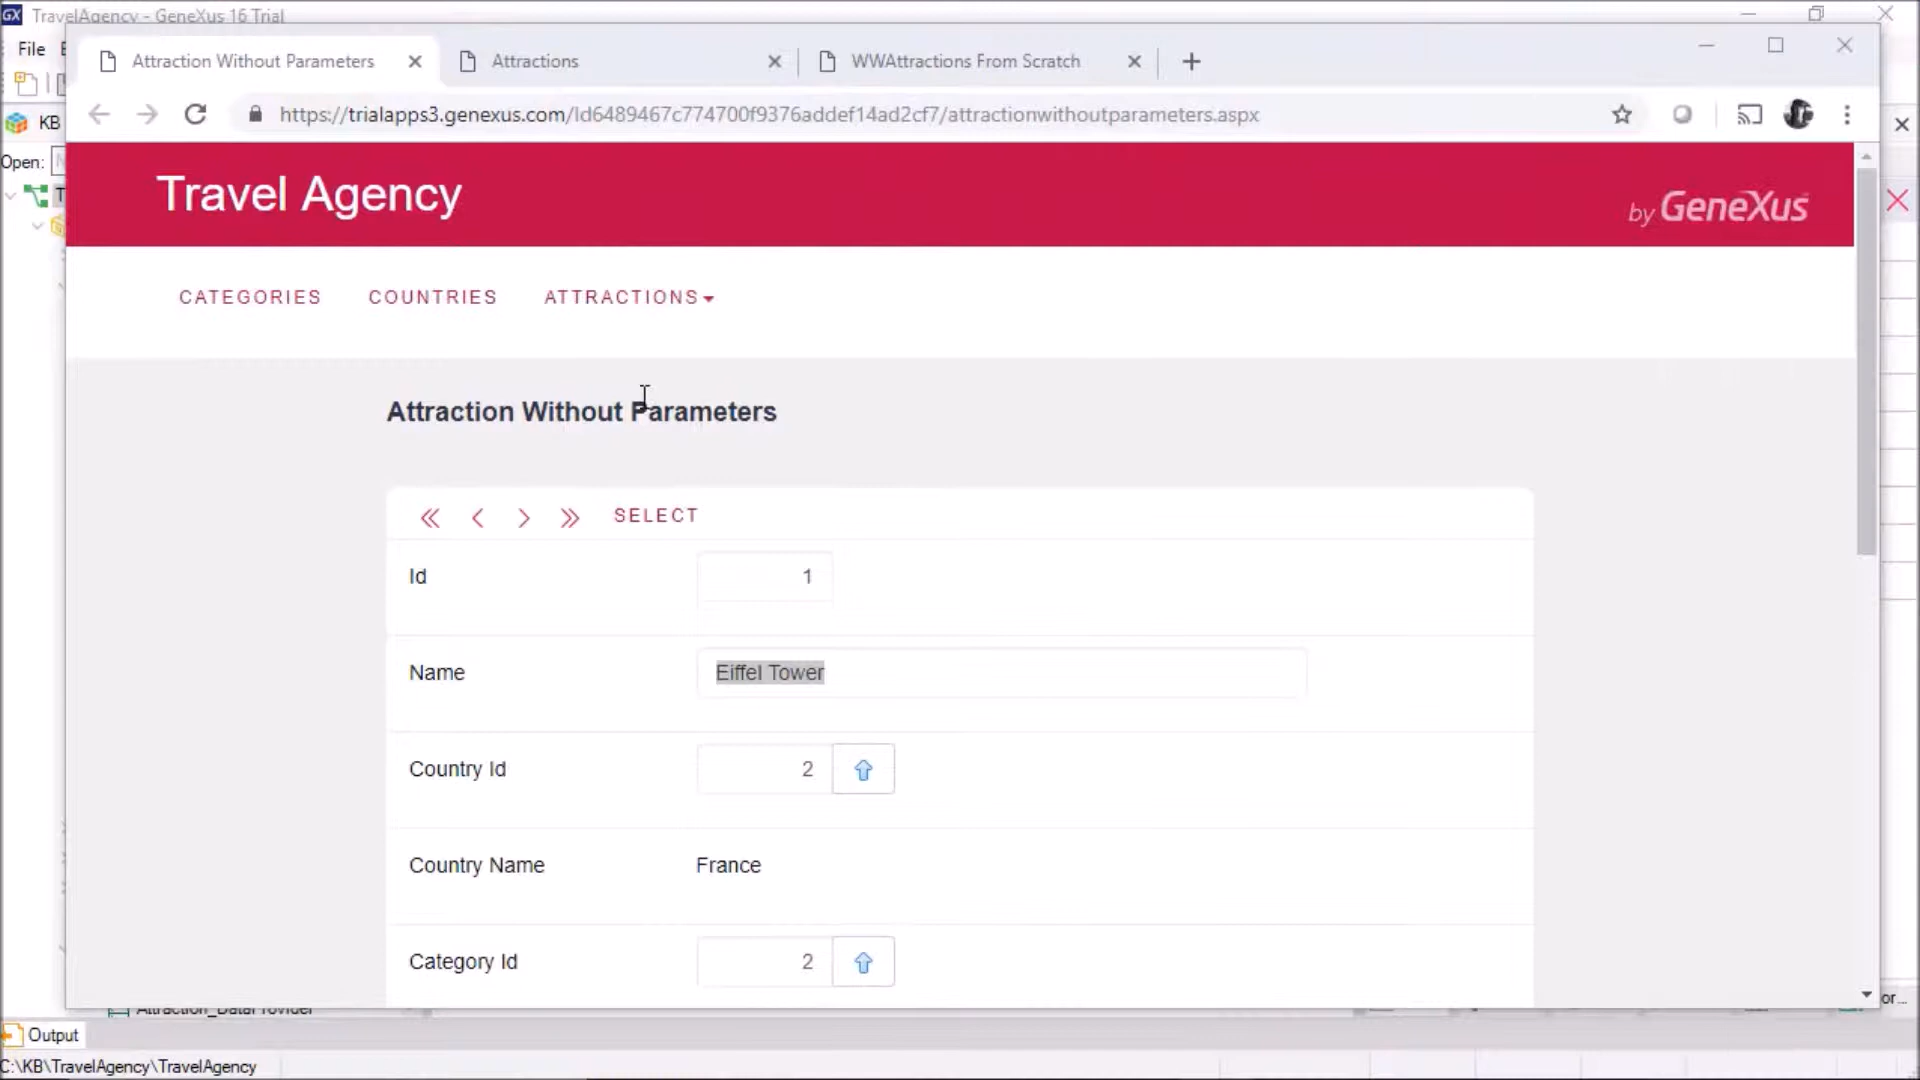 TravelAgency - GeneXus 16 Trial
File
Attraction Without Parameters
Attractions
WWAttractions From Scratch
https://trialapps3.genexus.com/Id6489467c774700f9376addef14ad2cf7/attractionwithoutparameters.aspx
KB
Open:
Travel Agency
by GeneXus
CATEGORIES COUNTRIES ATTRACTIONS
Attraction Without Parameters
SELECT
Id 1
Name Eiffel Tower
Country Id 2
Country Name France
Category Id 2
Attraction_DataProvider
or...
Output
C:\KB\TravelAgency\TravelAgency